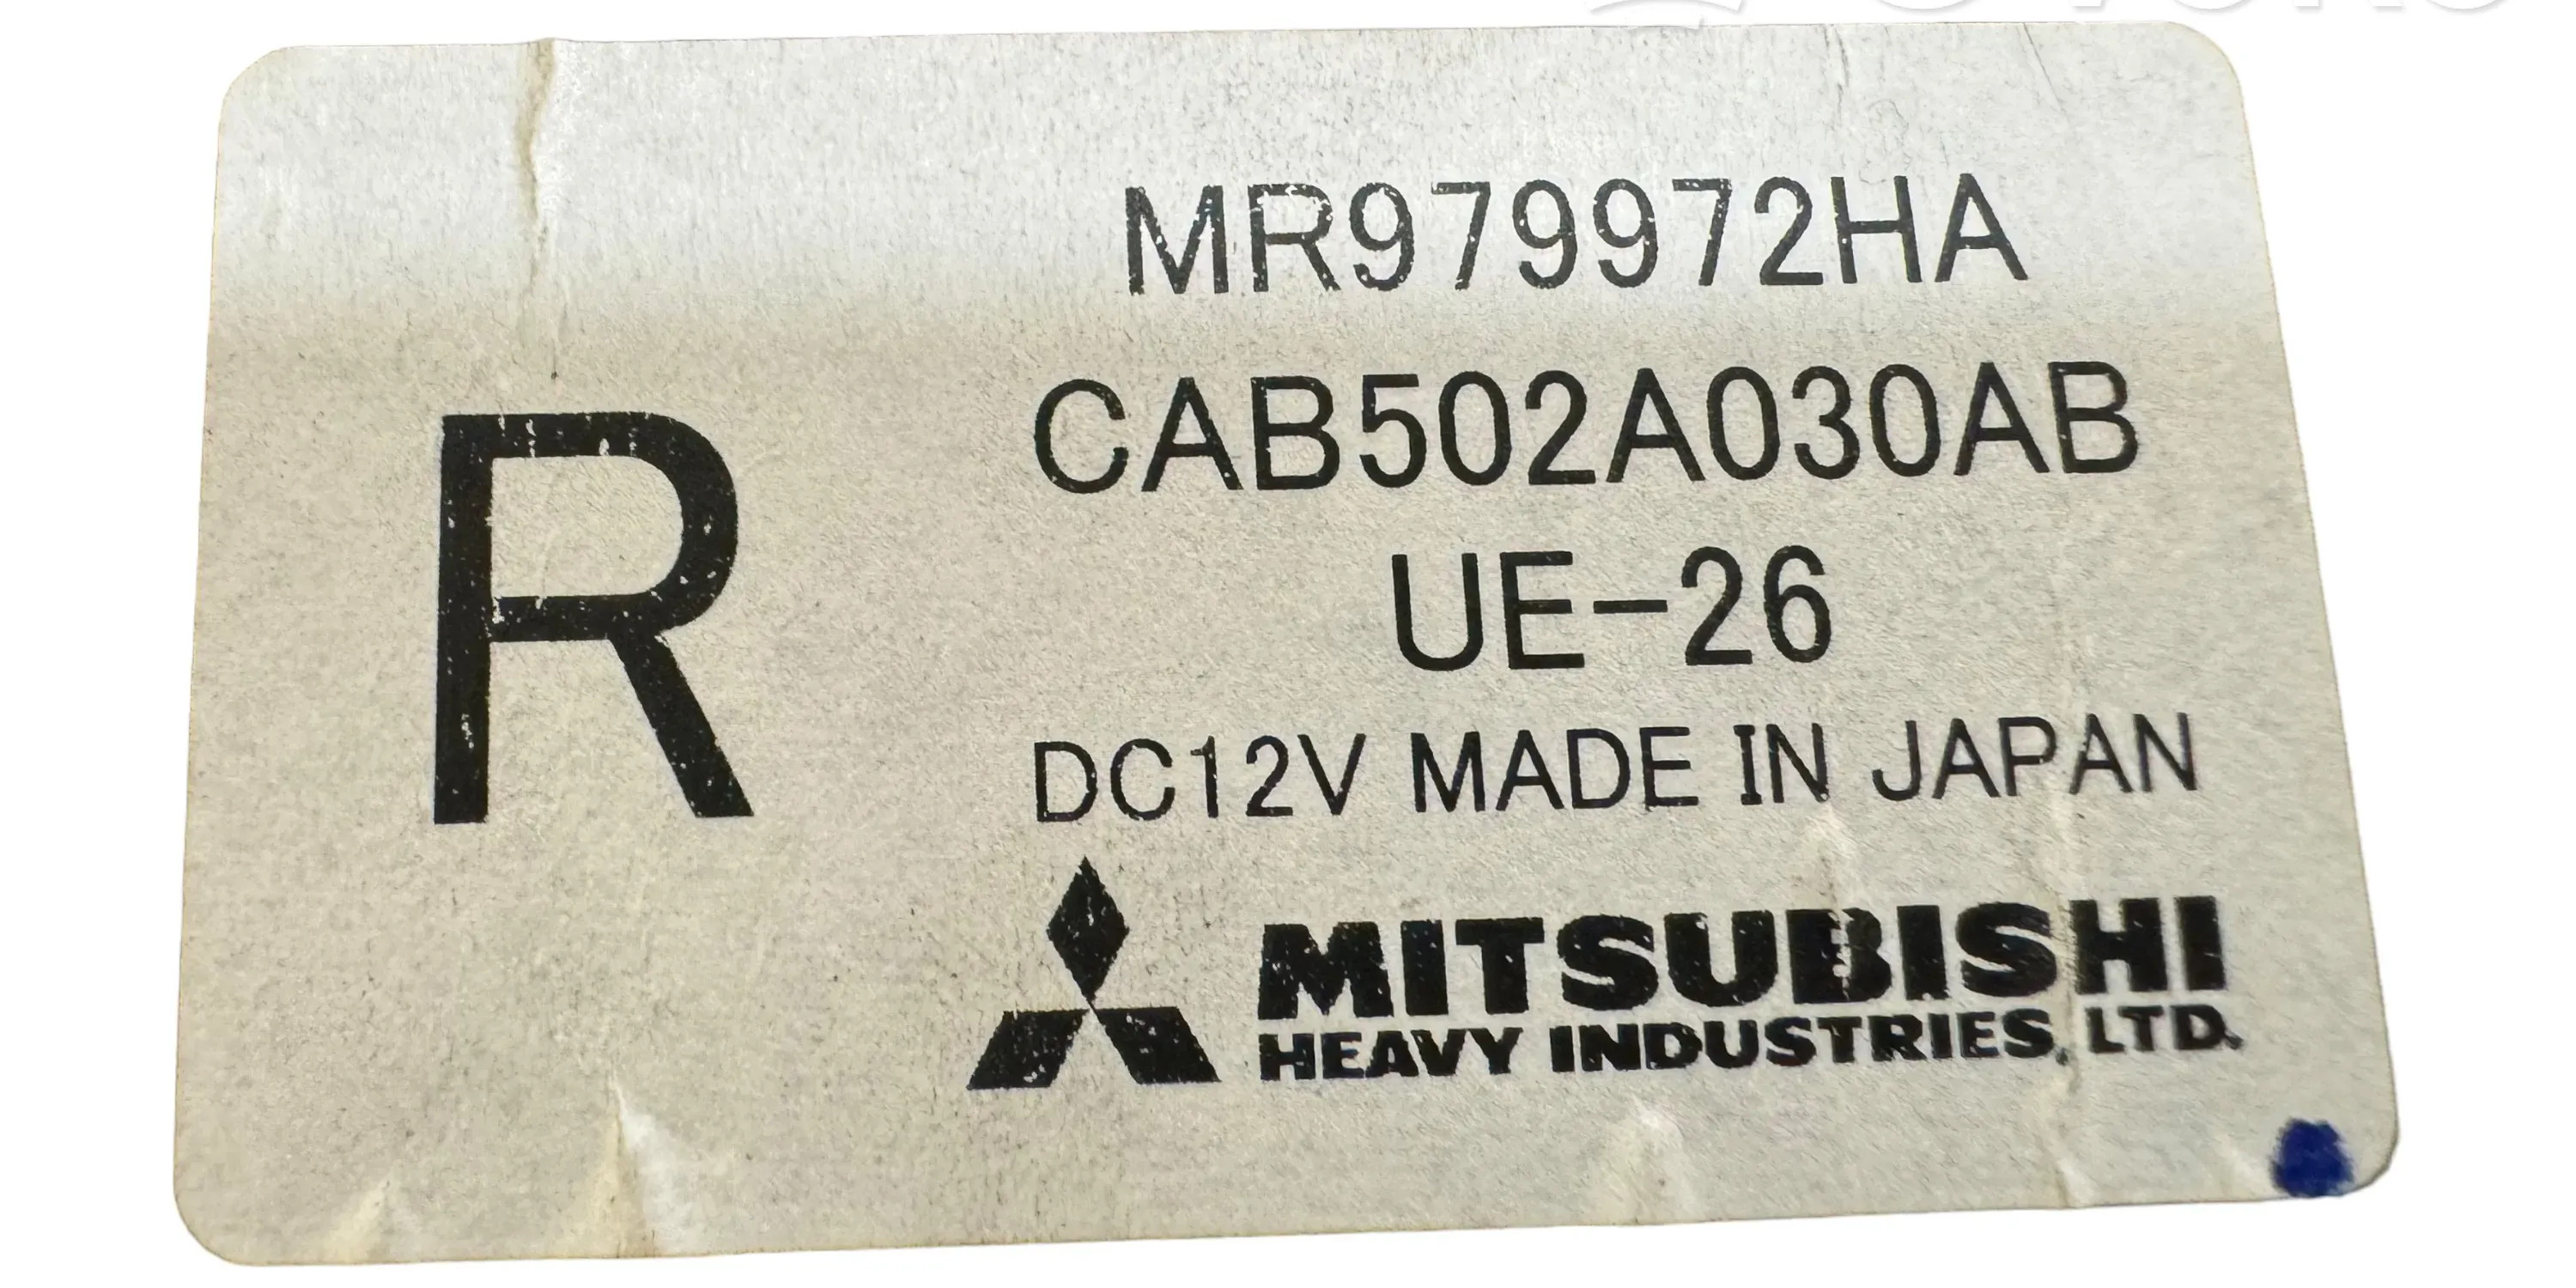 MR979972HA
CAB502A030AB
R
UE-26
DC12V MADE IN JAPAN
MITSUBISHI
HEAVY INDUSTRIES, LTD.